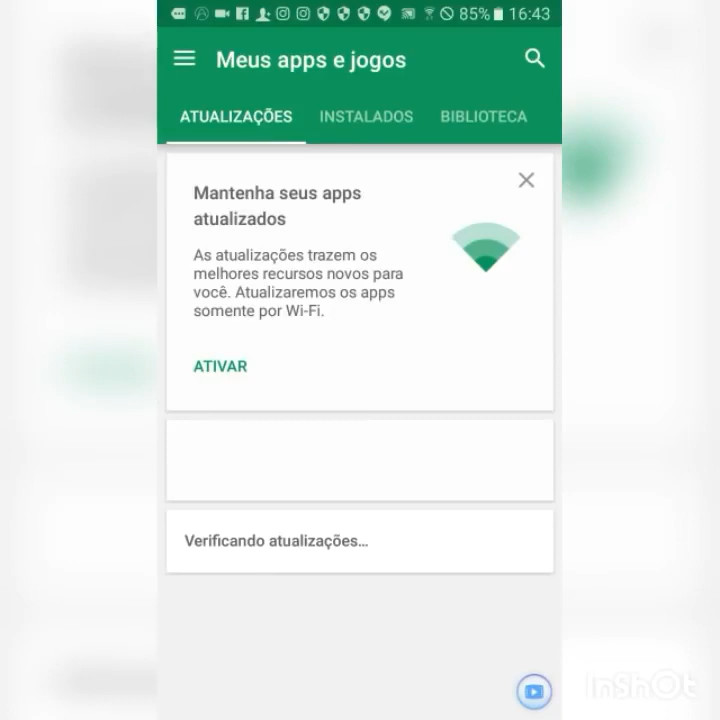 85% 16:43
Meus apps e jogos
ATUALIZAÇÕES INSTALADOS BIBLIOTECA
Mantenha seus apps
atualizados
As atualizações trazem os
melhores recursos novos para
você. Atualizaremos os apps
somente por Wi-Fi.
ATIVAR
Verificando atualizações...
InShOt